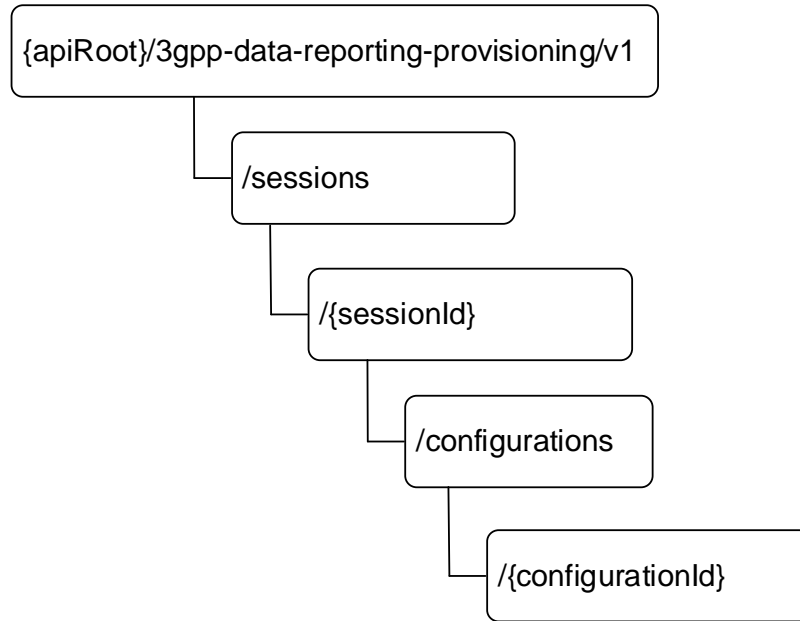 {apiRoot}/3gpp-data-reporting-provisioning/v1
/sessions
/{sessionId}
/configurations
/{configurationId}